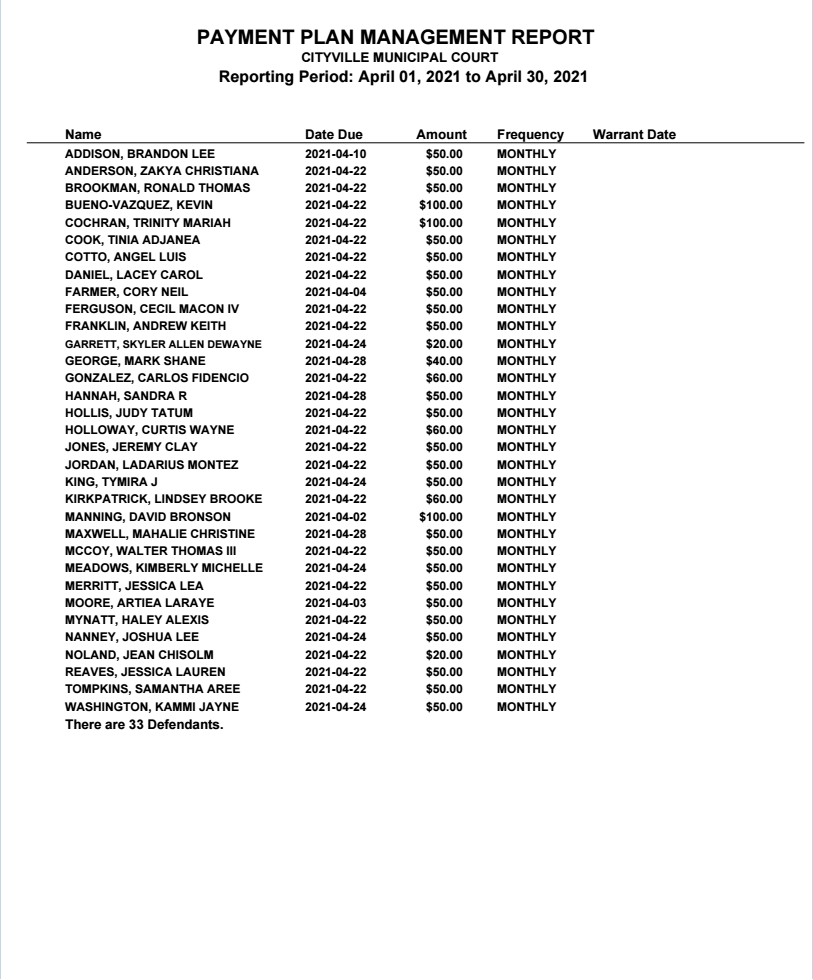 PAYMENT PLAN MANAGEMENT REPORT
CITYVILLE MUNICIPAL COURT
Reporting Period: April 01, 2021 to April 30, 2021
Name Date Due Amount Frequency Warrant Date
ADDISON, BRANDON LEE 2021-04-10 $50.00 MONTHLY
ANDERSON, ZAKYA CHRISTIANA 2021-04-22 $50.00 MONTHLY
BROOKMAN, RONALD THOMAS 2021-04-22 $50.00 MONTHLY
BUENO-VAZQUEZ, KEVIN 2021-04-22 $100.00 MONTHLY
COCHRAN, TRINITY MARIAH 2021-04-22 $100.00 MONTHLY
COOK, TINIA ADJANEA 2021-04-22 $50.00 MONTHLY
COTTO, ANGEL LUIS 2021-04-22 $50.00 MONTHLY
DANIEL, LACEY CAROL 2021-04-22 $50.00 MONTHLY
FARMER, CORY NEIL 2021-04-04 $50.00 MONTHLY
FERGUSON, CECIL MACON IV 2021-04-22 $50.00 MONTHLY
FRANKLIN, ANDREW KEITH 2021-04-22 $50.00 MONTHLY
GARRETT, SKYLER ALLEN DEWAYNE 2021-04-24 $20.00 MONTHLY
GEORGE, MARK SHANE 2021-04-28 $40.00 MONTHLY
GONZALEZ, CARLOS FIDENCIO 2021-04-22 $60.00 MONTHLY
HANNAH, SANDRA R 2021-04-28 $50.00 MONTHLY
HOLLIS, JUDY TATUM 2021-04-22 $50.00 MONTHLY
HOLLOWAY, CURTIS WAYNE 2021-04-22 $60.00 MONTHLY
JONES, JEREMY CLAY 2021-04-22 $50.00 MONTHLY
JORDAN, LADARIUS MONTEZ 2021-04-22 $50.00 MONTHLY
KING, TYMIRA J 2021-04-24 $50.00 MONTHLY
KIRKPATRICK, LINDSEY BROOKE 2021-04-22 $60.00 MONTHLY
MANNING, DAVID BRONSON 2021-04-02 $100.00 MONTHLY
MAXWELL, MAHALIE CHRISTINE 2021-04-28 $50.00 MONTHLY
MCCOY, WALTER THOMAS III 2021-04-22 $50.00 MONTHLY
MEADOWS, KIMBERLY MICHELLE 2021-04-24 $50.00 MONTHLY
MERRITT, JESSICA LEA 2021-04-22 $50.00 MONTHLY
MOORE, ARTIEA LARAYE 2021-04-03 $50.00 MONTHLY
MYNATT, HALEY ALEXIS 2021-04-22 $50.00 MONTHLY
NANNEY, JOSHUA LEE 2021-04-24 $50.00 MONTHLY
NOLAND, JEAN CHISOLM 2021-04-22 $20.00 MONTHLY
REAVES, JESSICA LAUREN 2021-04-22 $50.00 MONTHLY
TOMPKINS, SAMANTHA AREE 2021-04-22 $50.00 MONTHLY
WASHINGTON, KAMMI JAYNE 2021-04-24 $50.00 MONTHLY
There are 33 Defendants.